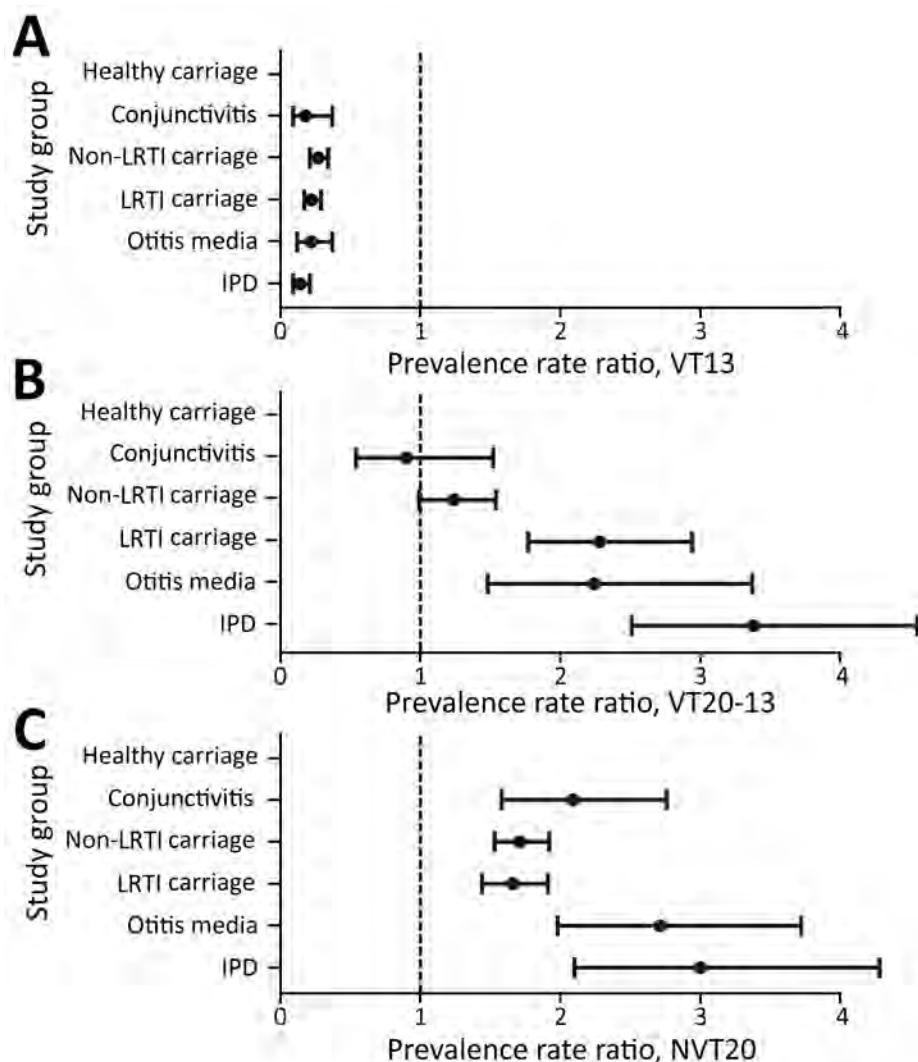 A
Study group
Healthy carriage
Conjunctivitis
Non-LRTI carriage
LRTI carriage
Otitis media
IPD
0 1 2 3 4
Prevalence rate ratio, VT13
B
Study group
Healthy carriage
Conjunctivitis
Non-LRTI carriage
LRTI carriage
Otitis media
IPD
0 1 2 3 4
Prevalence rate ratio, VT20-13
C
Study group
Healthy carriage
Conjunctivitis
Non-LRTI carriage
LRTI carriage
Otitis media
IPD
0 1 2 3 4
Prevalence rate ratio, NVT20